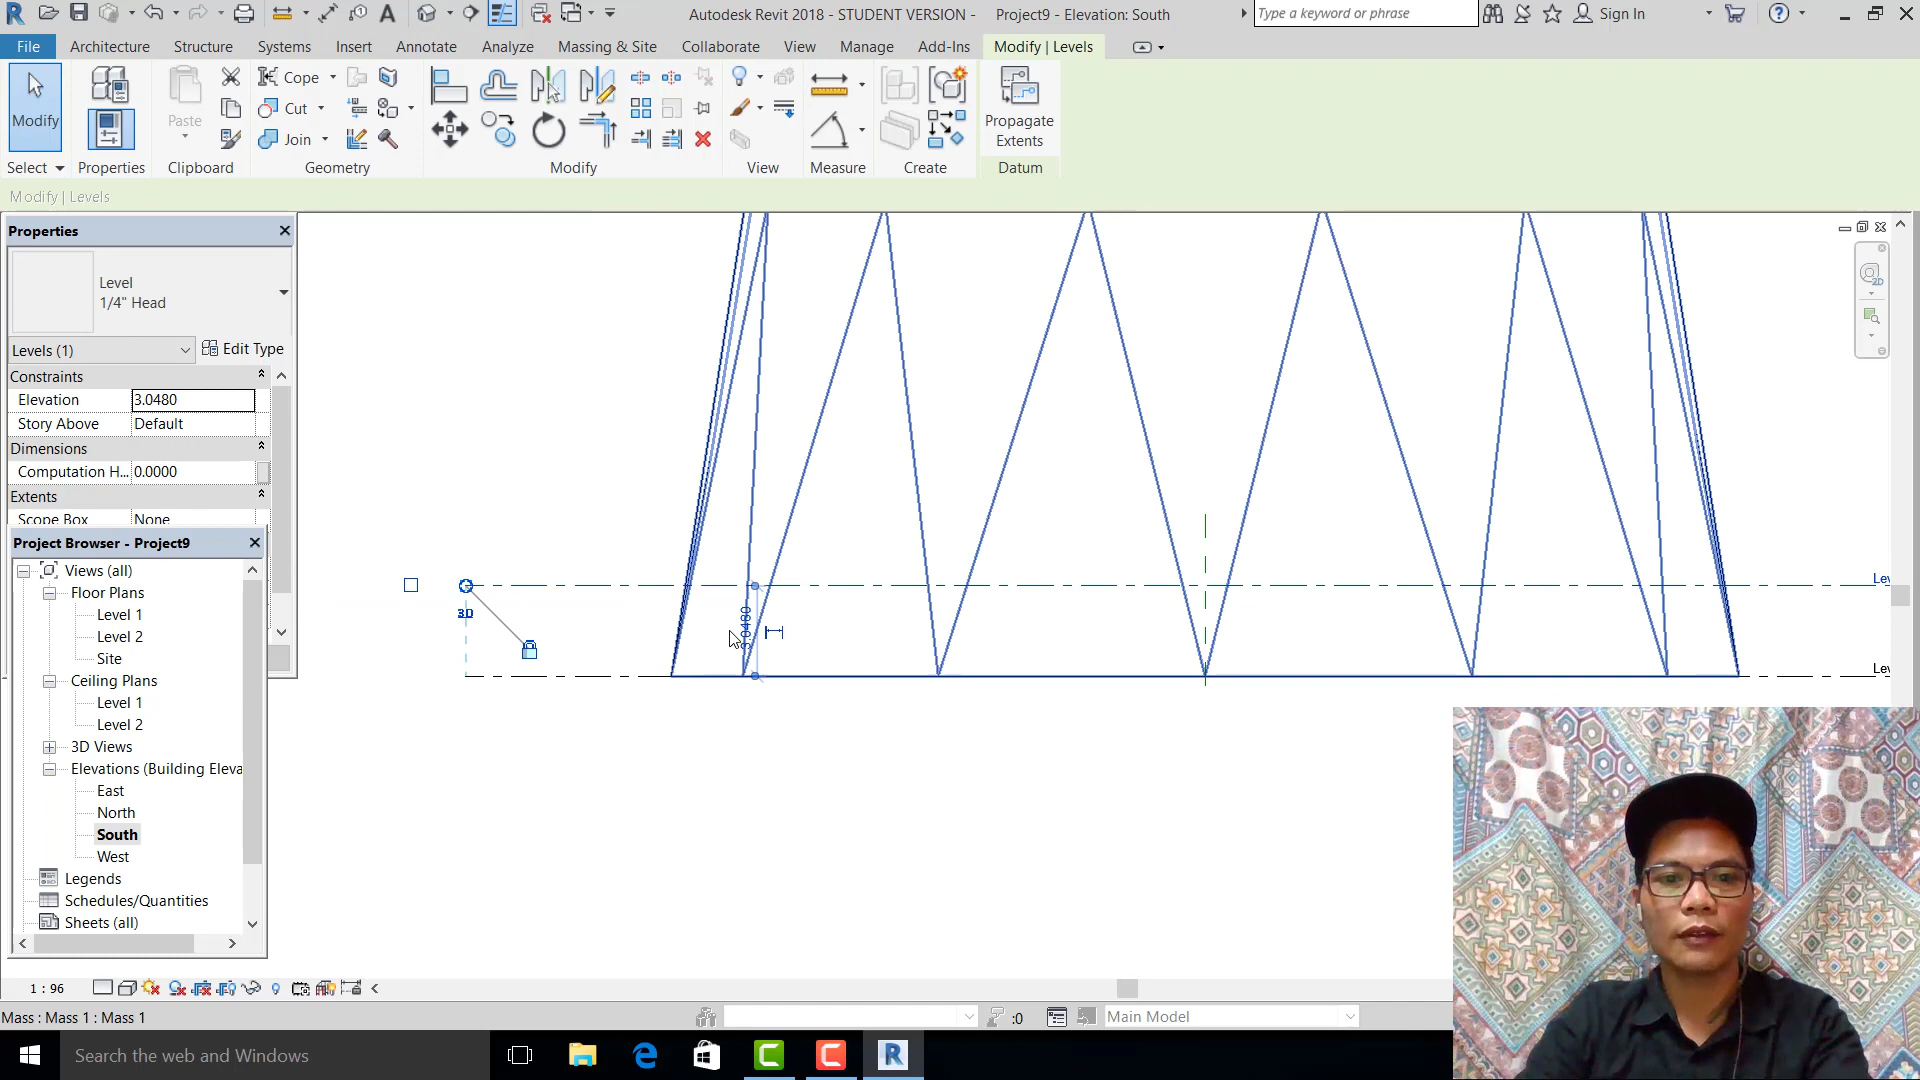 Autodesk Revit 2018 - STUDENT VERSION - Project9 - Elevation: South
Type a keyword or phrase
Sign In
File Architecture Structure Systems Insert Annotate Analyze Massing & Site Collaborate View Manage Add-Ins Modify | Levels
Modify
Paste
Cope
Cut
Join
Propagate
Extents
Select Properties Clipboard Geometry Modify View Measure Create Datum
Modify | Levels
Properties
Level
1/4" Head
Levels (1) Edit Type
Constraints
Elevation 3.0480
Story Above Default
Dimensions
Computation H... 0.0000
Extents
Scope Box None
Project Browser - Project9
Views (all)
Floor Plans
Level 1
Level 2
Site
Ceiling Plans
Level 1
Level 2
3D Views
Elevations (Building Eleva
East
North
South
West
Legends
Schedules/Quantities
Sheets (all)
2D
3D
3.0480
Lev
Lev
1 : 96
Mass : Mass 1 : Mass 1
:0
Main Model
Search the web and Windows